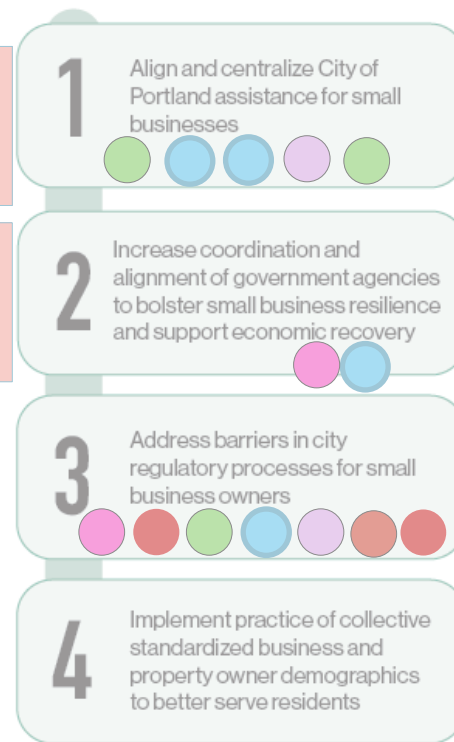 1
Align and centralize City of
Portland assistance for small
businesses
2
Increase coordination and
alignment of government agencies
to bolster small business resilience
and support economic recovery
3
Address barriers in city
regulatory processes for small
business owners
4
Implement practice of collective
standardized business and
property owner demographics
to better serve residents